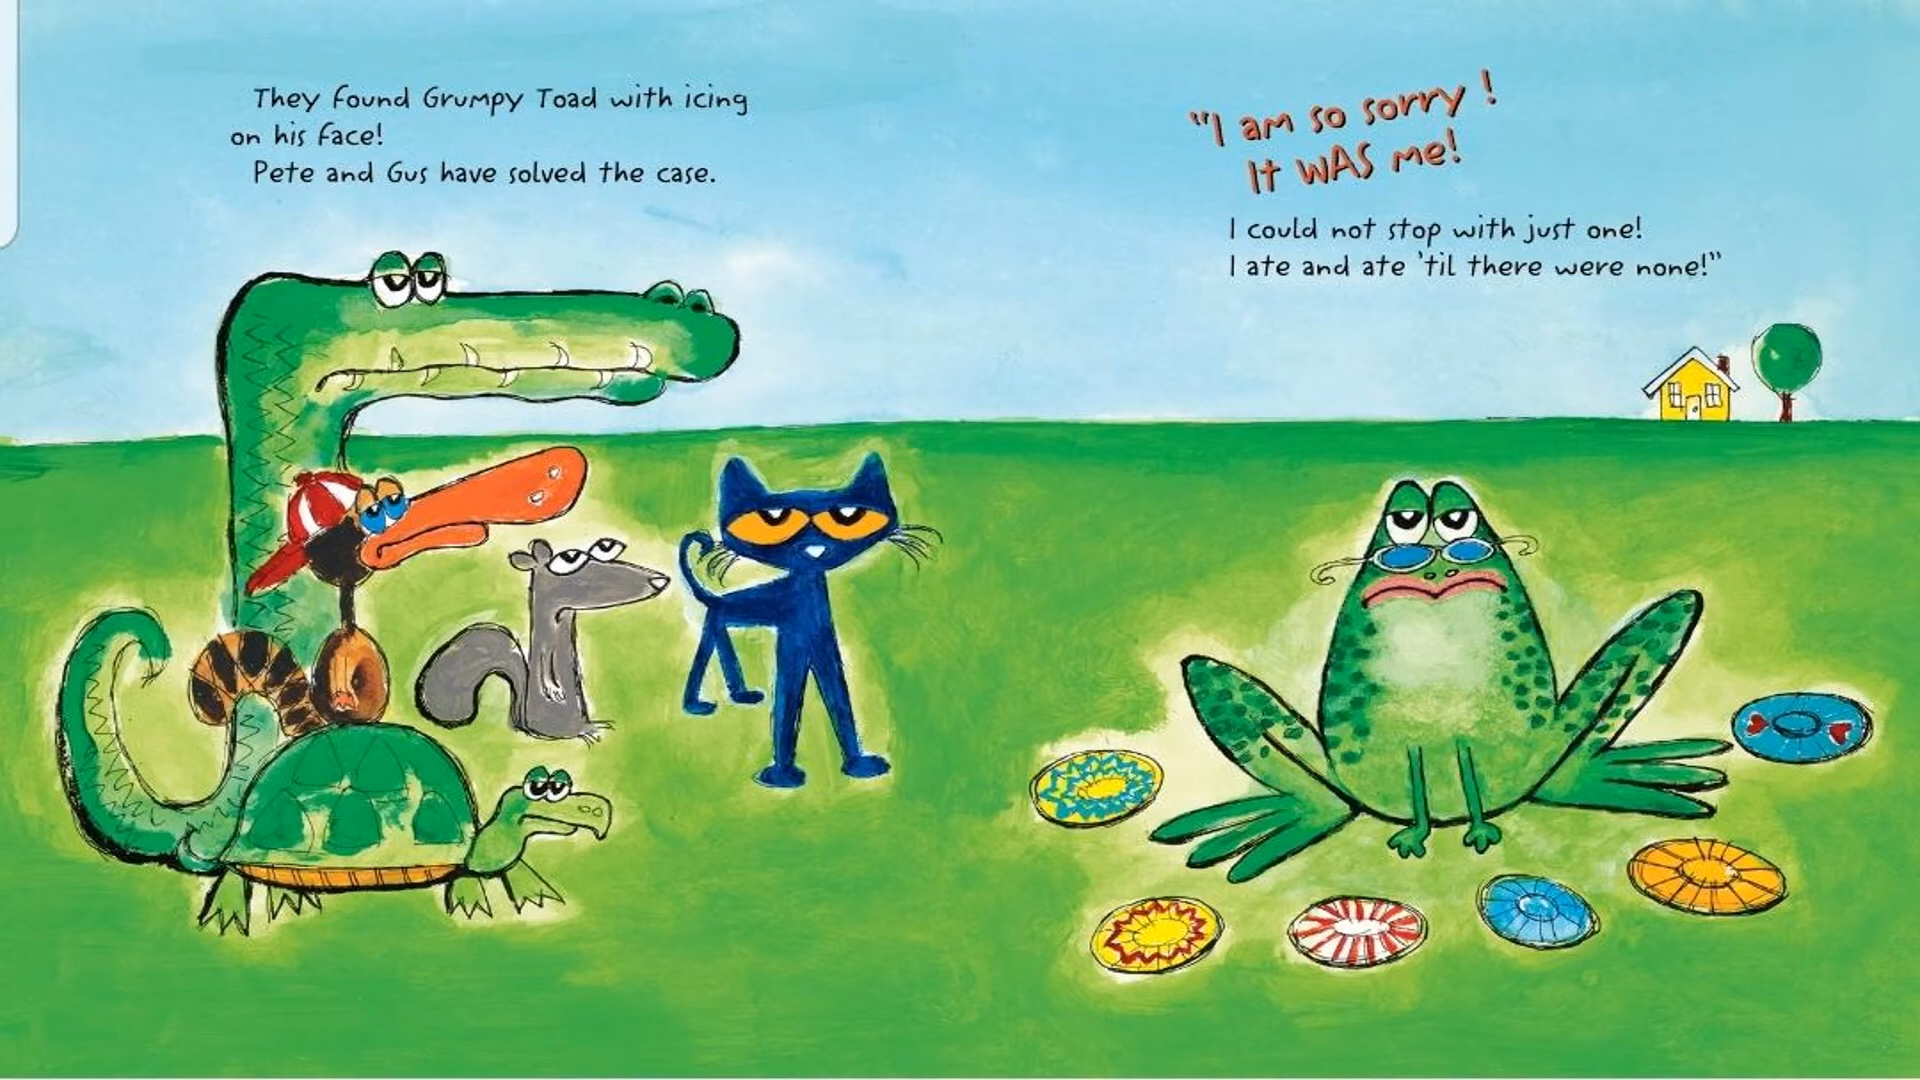 They found Grumpy Toad with icing
on his face!
Pete and Gus have solved the case.
"I am so sorry!
It WAS me!
I could not stop with just one!
I ate and ate 'til there were none!"